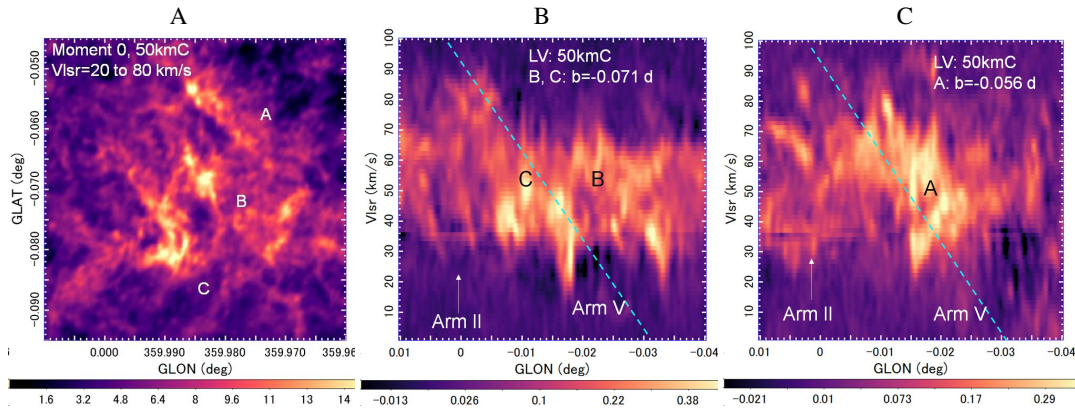 A
B
C
Moment 0, 50kmC
Vlsr=20 to 80 km/s
A
B
C
GLAT (deg)
-0.050
-0.060
-0.070
-0.080
-0.090
0.000 359.990 359.980 359.970 359.96
GLON (deg)
1.6 3.2 4.8 6.4 8 9.6 11 13 14
LV: 50kmC
B, C: b=-0.071 d
C
B
Arm II
Arm V
Vlsr (km/s)
100
90
80
70
60
50
40
30
20
10
0.01 0 -0.01 -0.02 -0.03 -0.04
GLON (deg)
-0.013 0.026 0.1 0.22 0.38
LV: 50kmC
A: b=-0.056 d
A
Arm II
Arm V
Vlsr (km/s)
100
90
80
70
60
50
40
30
20
10
0.01 0 -0.01 -0.02 -0.03 -0.04
GLON (deg)
-0.021 0.01 0.073 0.17 0.29